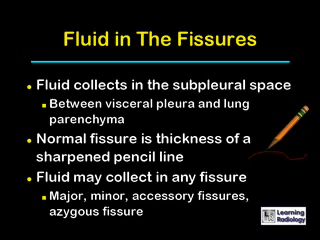 Fluid in The Fissures
Fluid collects in the subpleural space
Between visceral pleura and lung
parenchyma
Normal fissure is thickness of a
sharpened pencil line
Fluid may collect in any fissure
Major, minor, accessory fissures,
azygous fissure
Learning
Radiology